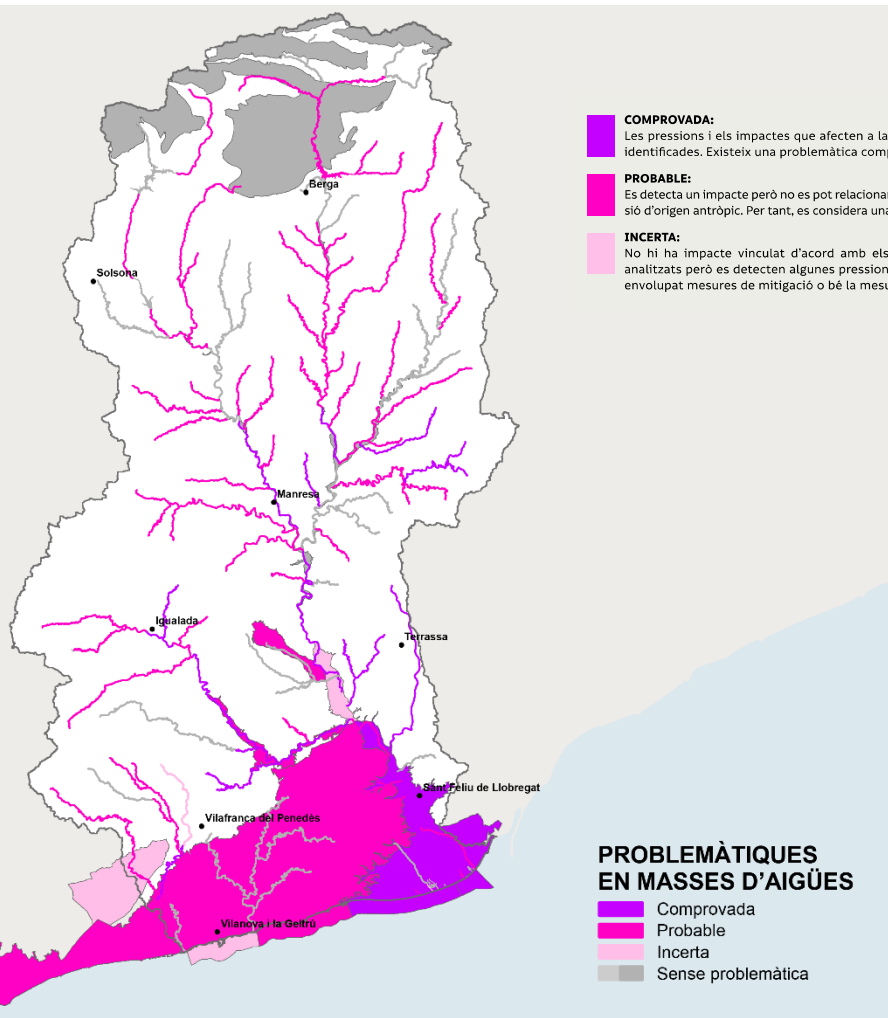 COMPROVADA:
Les pressions i els impactes que afecten a la
identificades. Existeix una problemàtica comp
PROBABLE:
Es detecta un impacte però no es pot relacionar
sió d'origen antròpic. Per tant, es considera una
INCERTA:
No hi ha impacte vinculat d'acord amb els
analitzats però es detecten algunes pression
envolupat mesures de mitigació o bé la mesu
Berga
Solsona
Manresa
Igualada
Terrassa
Sant Feliu de Llobregat
Vilafranca del Penedès
Vilanova i la Geltrú
PROBLEMÀTIQUES
EN MASSES D'AIGÜES
Comprovada
Probable
Incerta
Sense problemàtica